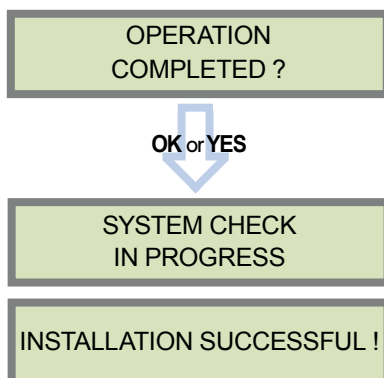 OPERATION
COMPLETED ?
OK or YES
SYSTEM CHECK
IN PROGRESS
INSTALLATION SUCCESSFUL !